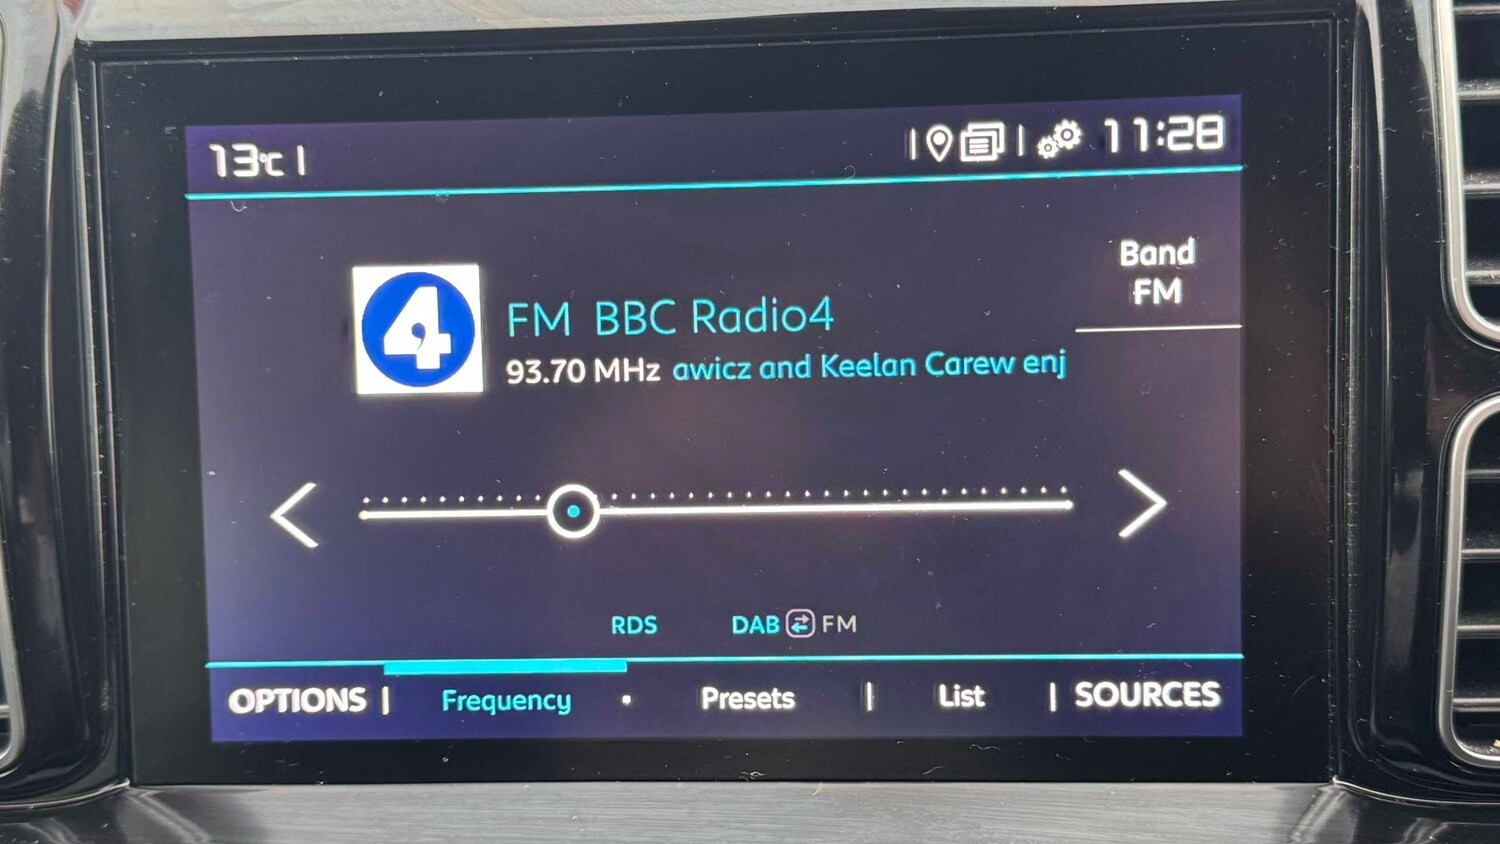 13°C
11:28
Band
FM
4
FM BBC Radio4
93.70 MHz awicz and Keelan Carew enj
RDS DAB FM
OPTIONS Frequency Presets List SOURCES